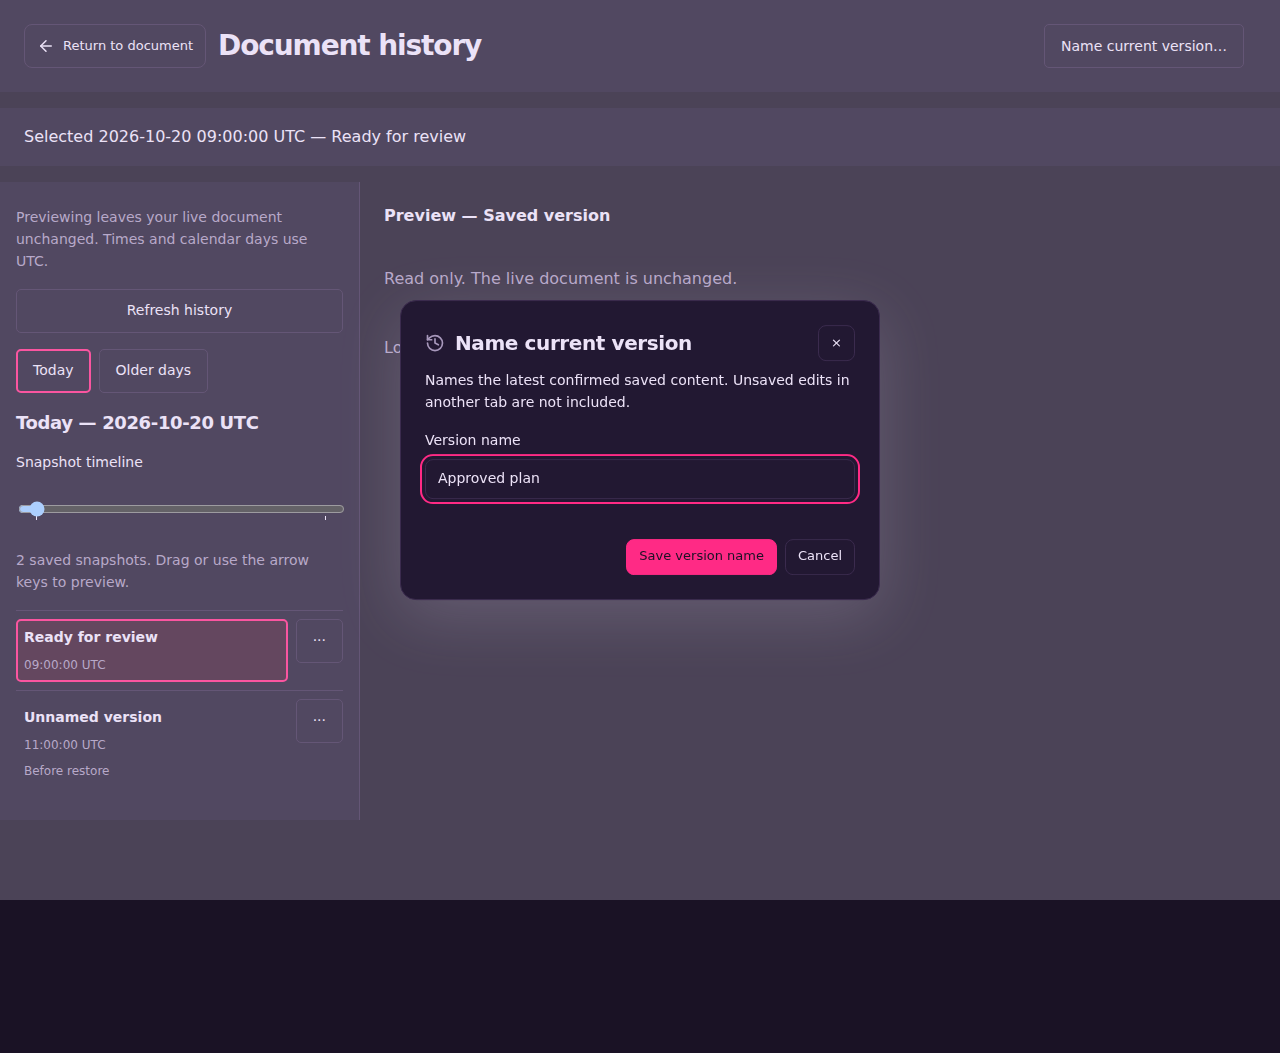 Return to document
Document history
Name current version...
Selected 2026-10-20 09:00:00 UTC — Ready for review
Previewing leaves your live document
unchanged. Times and calendar days use
UTC.
Refresh history
Today
Older days
Today — 2026-10-20 UTC
Snapshot timeline
2 saved snapshots. Drag or use the arrow
keys to preview.
Ready for review
09:00:00 UTC
...
Unnamed version
11:00:00 UTC
Before restore
...
Preview — Saved version
Read only. The live document is unchanged.
Name current version
×
Names the latest confirmed saved content. Unsaved edits in
another tab are not included.
Version name
Approved plan
Save version name
Cancel